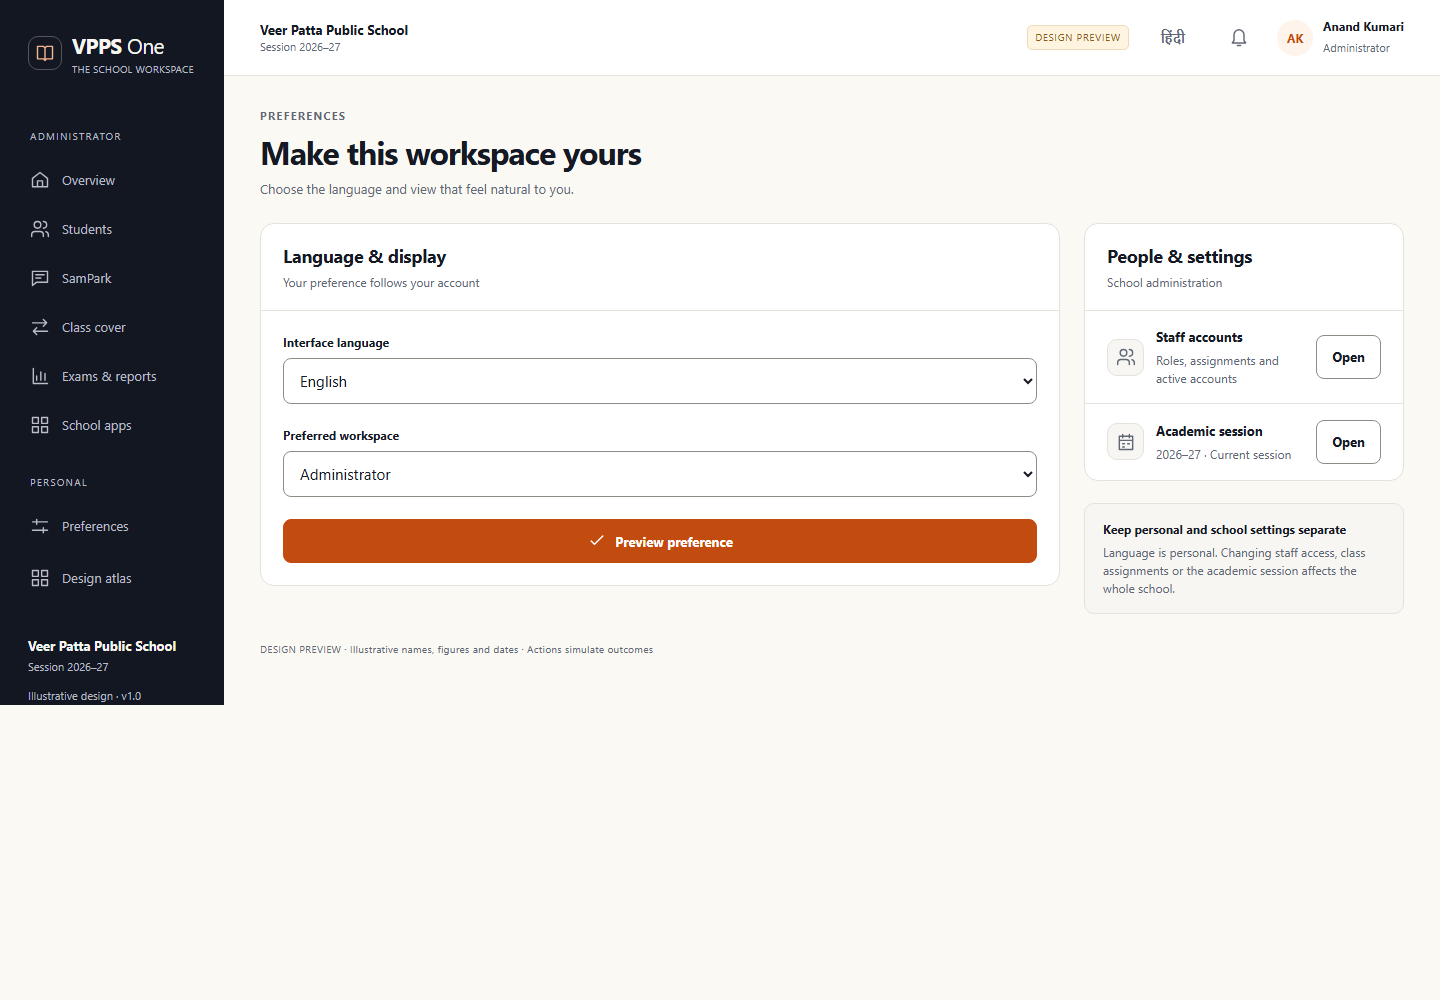 VPPS One
THE SCHOOL WORKSPACE
ADMINISTRATOR
Overview
Students
SamPark
Class cover
Exams & reports
School apps
PERSONAL
Preferences
Design atlas
Veer Patta Public School
Session 2026–27
Illustrative design · v1.0
Veer Patta Public School
Session 2026–27
DESIGN PREVIEW
हिंदी
AK
Anand Kumari
Administrator
PREFERENCES
Make this workspace yours
Choose the language and view that feel natural to you.
Language & display
Your preference follows your account
Interface language
English
Preferred workspace
Administrator
Preview preference
People & settings
School administration
Staff accounts
Roles, assignments and
active accounts
Open
Academic session
2026–27 · Current session
Open
Keep personal and school settings separate
Language is personal. Changing staff access, class
assignments or the academic session affects the
whole school.
DESIGN PREVIEW · Illustrative names, figures and dates · Actions simulate outcomes